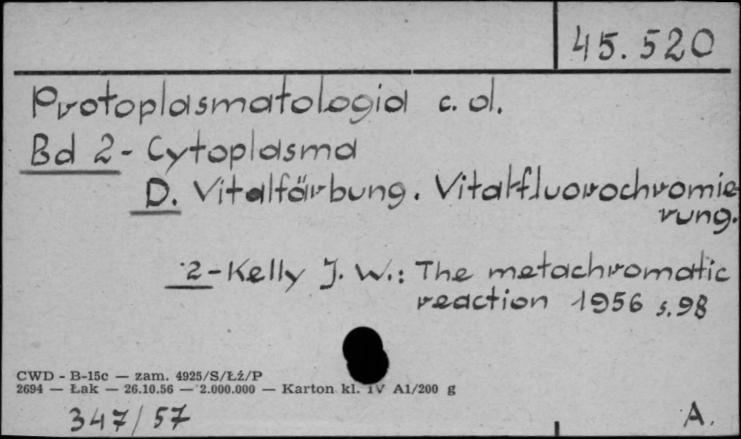 45.520
Protoplasmatologia c. d.
Bd 2 - Cytoplasma
D. Vitalfärbung. Vitalfluorochromie
rung.
2 - Kelly J. W.: The metachromatic
reaction 1956 s. 98
CWD - B-15c — zam. 4925/S/Łż/P
2694 — Łak — 26.10.56 — 2.000.000 — Karton kl. IV A1/200 g
347/57
A.